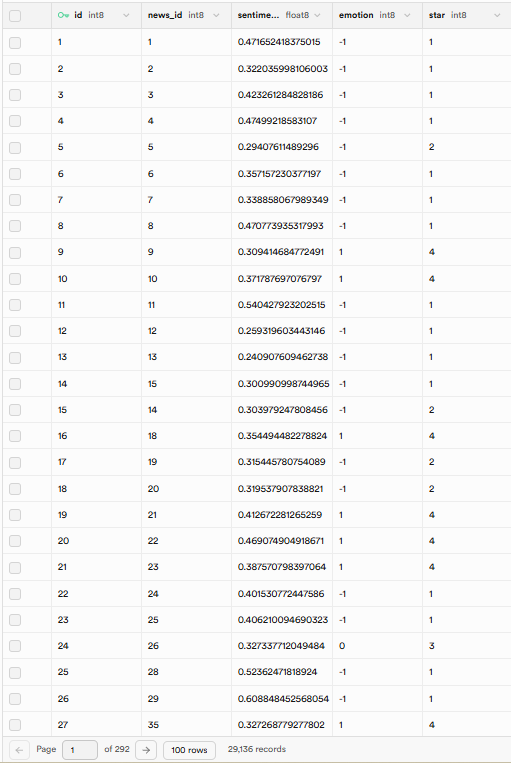 id int8 news_id int8 sentime... float8 emotion int8 star int8
1 1 0.471652418375015 -1 1
2 2 0.322035998106003 -1 1
3 3 0.423261284828186 -1 1
4 4 0.47499218583107 -1 1
5 5 0.29407611489296 -1 2
6 6 0.357157230377197 -1 1
7 7 0.338858067989349 -1 1
8 8 0.470773935317993 -1 1
9 9 0.309414684772491 1 4
10 10 0.371787697076797 1 4
11 11 0.540427923202515 -1 1
12 12 0.259319603443146 -1 1
13 13 0.240907609462738 -1 1
14 15 0.300990998744965 -1 1
15 14 0.303979247808456 -1 2
16 18 0.354494482278824 1 4
17 19 0.315445780754089 -1 2
18 20 0.319537907838821 -1 2
19 21 0.412672281265259 1 4
20 22 0.469074904918671 1 4
21 23 0.387570798397064 1 4
22 24 0.401530772447586 -1 1
23 25 0.406210094690323 -1 1
24 26 0.327337712049484 0 3
25 28 0.52362471818924 -1 1
26 29 0.608848452568054 -1 1
27 35 0.327268779277802 1 4
Page 1 of 292 100 rows 29,136 records